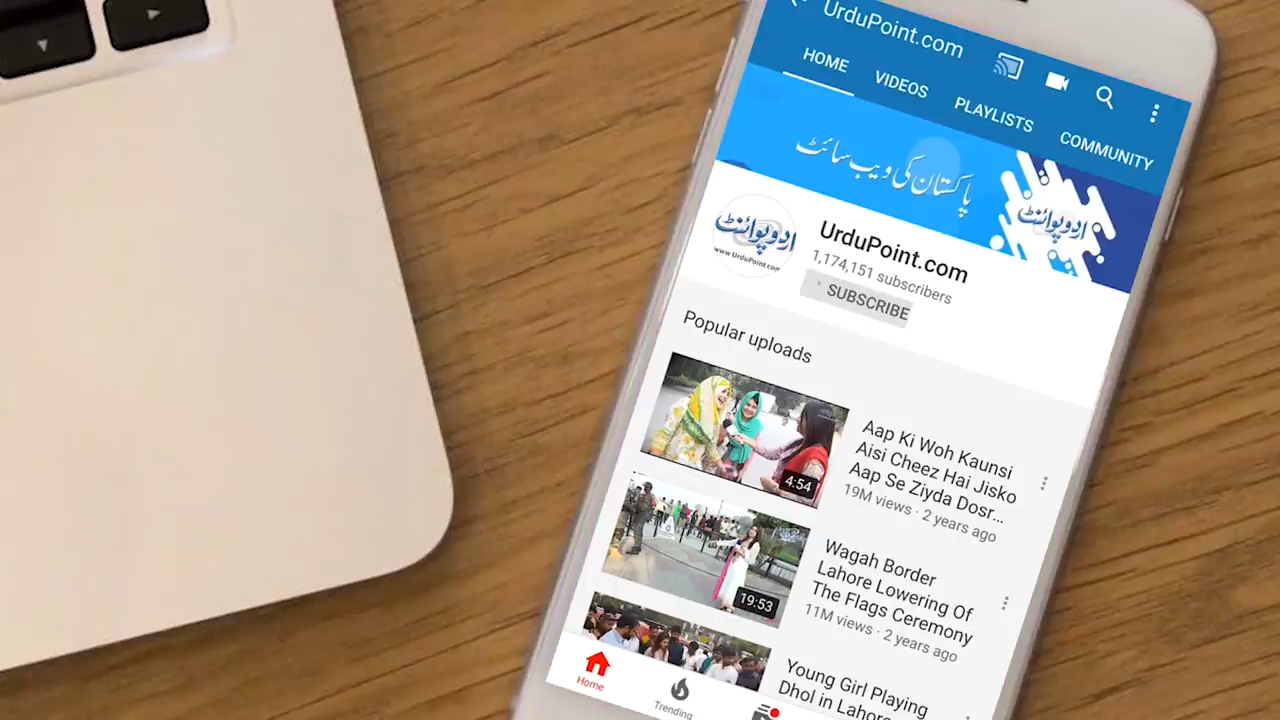 UrduPoint.com
HOME VIDEOS PLAYLISTS COMMUNITY
پاکستان کی ویب سائٹ
اردوپوائنٹ
اردوپوائنٹ
www.UrduPoint.com
UrduPoint.com
1,174,151 subscribers
SUBSCRIBE
Popular uploads
4:54
Aap Ki Woh Kaunsi
Aisi Cheez Hai Jisko
Aap Se Ziyda Dosr...
19M views · 2 years ago
19:53
Wagah Border
Lahore Lowering Of
The Flags Ceremony
11M views · 2 years ago
Young Girl Playing
Dhol in Lahore
Home
Trending